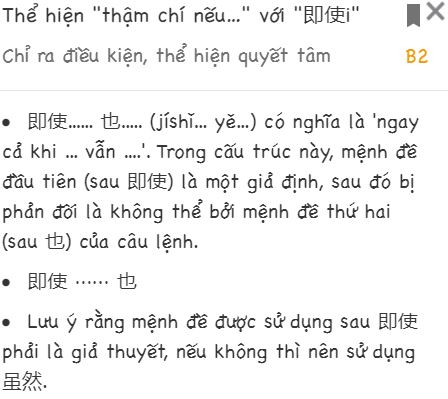 Thể hiện "thậm chí nếu..." với "即使i"
Chỉ ra điều kiện, thể hiện quyết tâm B2
• 即使...... 也..... (jíshǐ... yě...) có nghĩa là 'ngay
cả khi ... vẫn ....'. Trong cấu trúc này, mệnh đề
đầu tiên (sau 即使) là một giả định, sau đó bị
phản đối là không thể bởi mệnh đề thứ hai
(sau 也) của câu lệnh.
• 即使 ⋯⋯ 也
• Lưu ý rằng mệnh đề được sử dụng sau 即使
phải là giả thuyết, nếu không thì nên sử dụng
虽然.